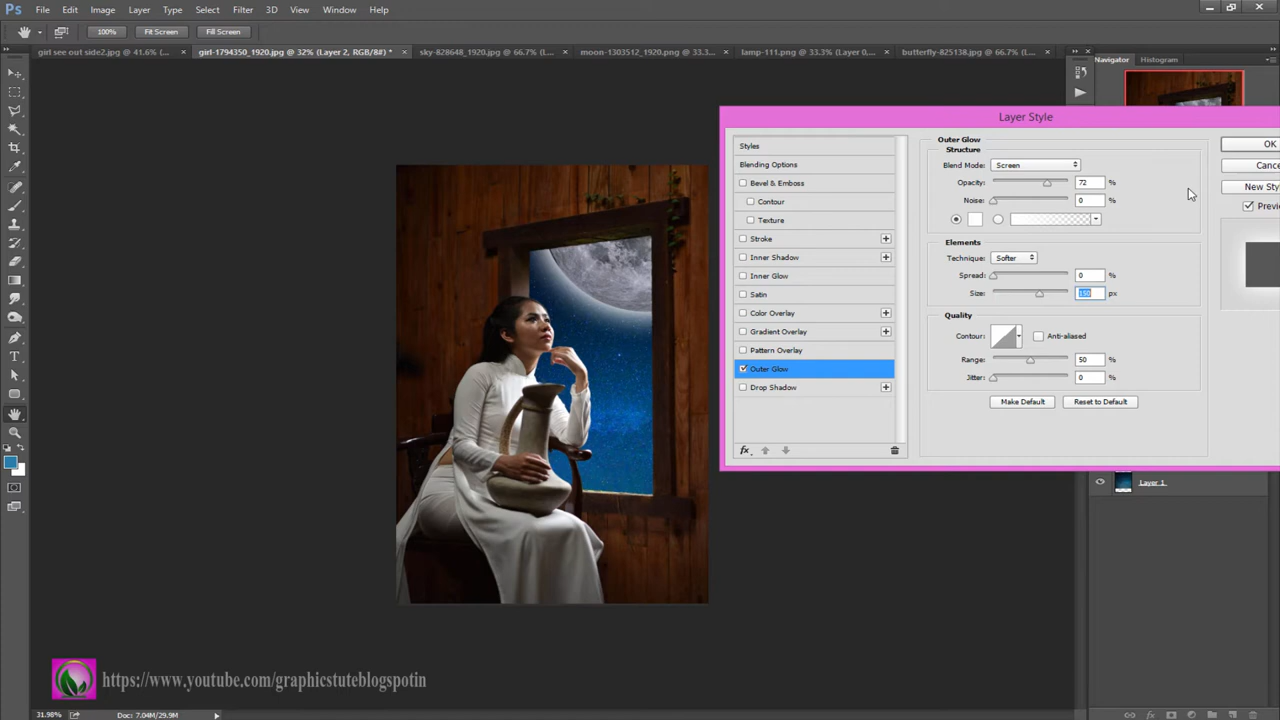 Ps File Edit Image Layer Type Select Filter 3D View Window Help
100% Fit Screen Fill Screen
girl see out side2.jpg @ 41.6% (... × girl-1794350_1920.jpg @ 32% (Layer 2, RGB/8#) * × sky-828648_1920.jpg @ 66.7% (... × moon-1303512_1920.png @ 33.3... × lamp-111.png @ 33.3% (Layer 0,... × butterfly-825138.jpg @ 66.7% (... ×
Navigator Histogram
Layer Style
Styles
Blending Options
Bevel & Emboss
Contour
Texture
Stroke
Inner Shadow
Inner Glow
Satin
Color Overlay
Gradient Overlay
Pattern Overlay
Outer Glow
Drop Shadow
fx
Outer Glow
Structure
Blend Mode: Screen
Opacity: 72 %
Noise: 0 %
Elements
Technique: Softer
Spread: 0 %
Size: 150 px
Quality
Contour: Anti-aliased
Range: 50 %
Jitter: 0 %
Make Default Reset to Default
OK
Cance
New Sty
Previe
Layer 1
https://www.youtube.com/graphicstuteblogspotin
31.98% Doc: 7.04M/29.9M